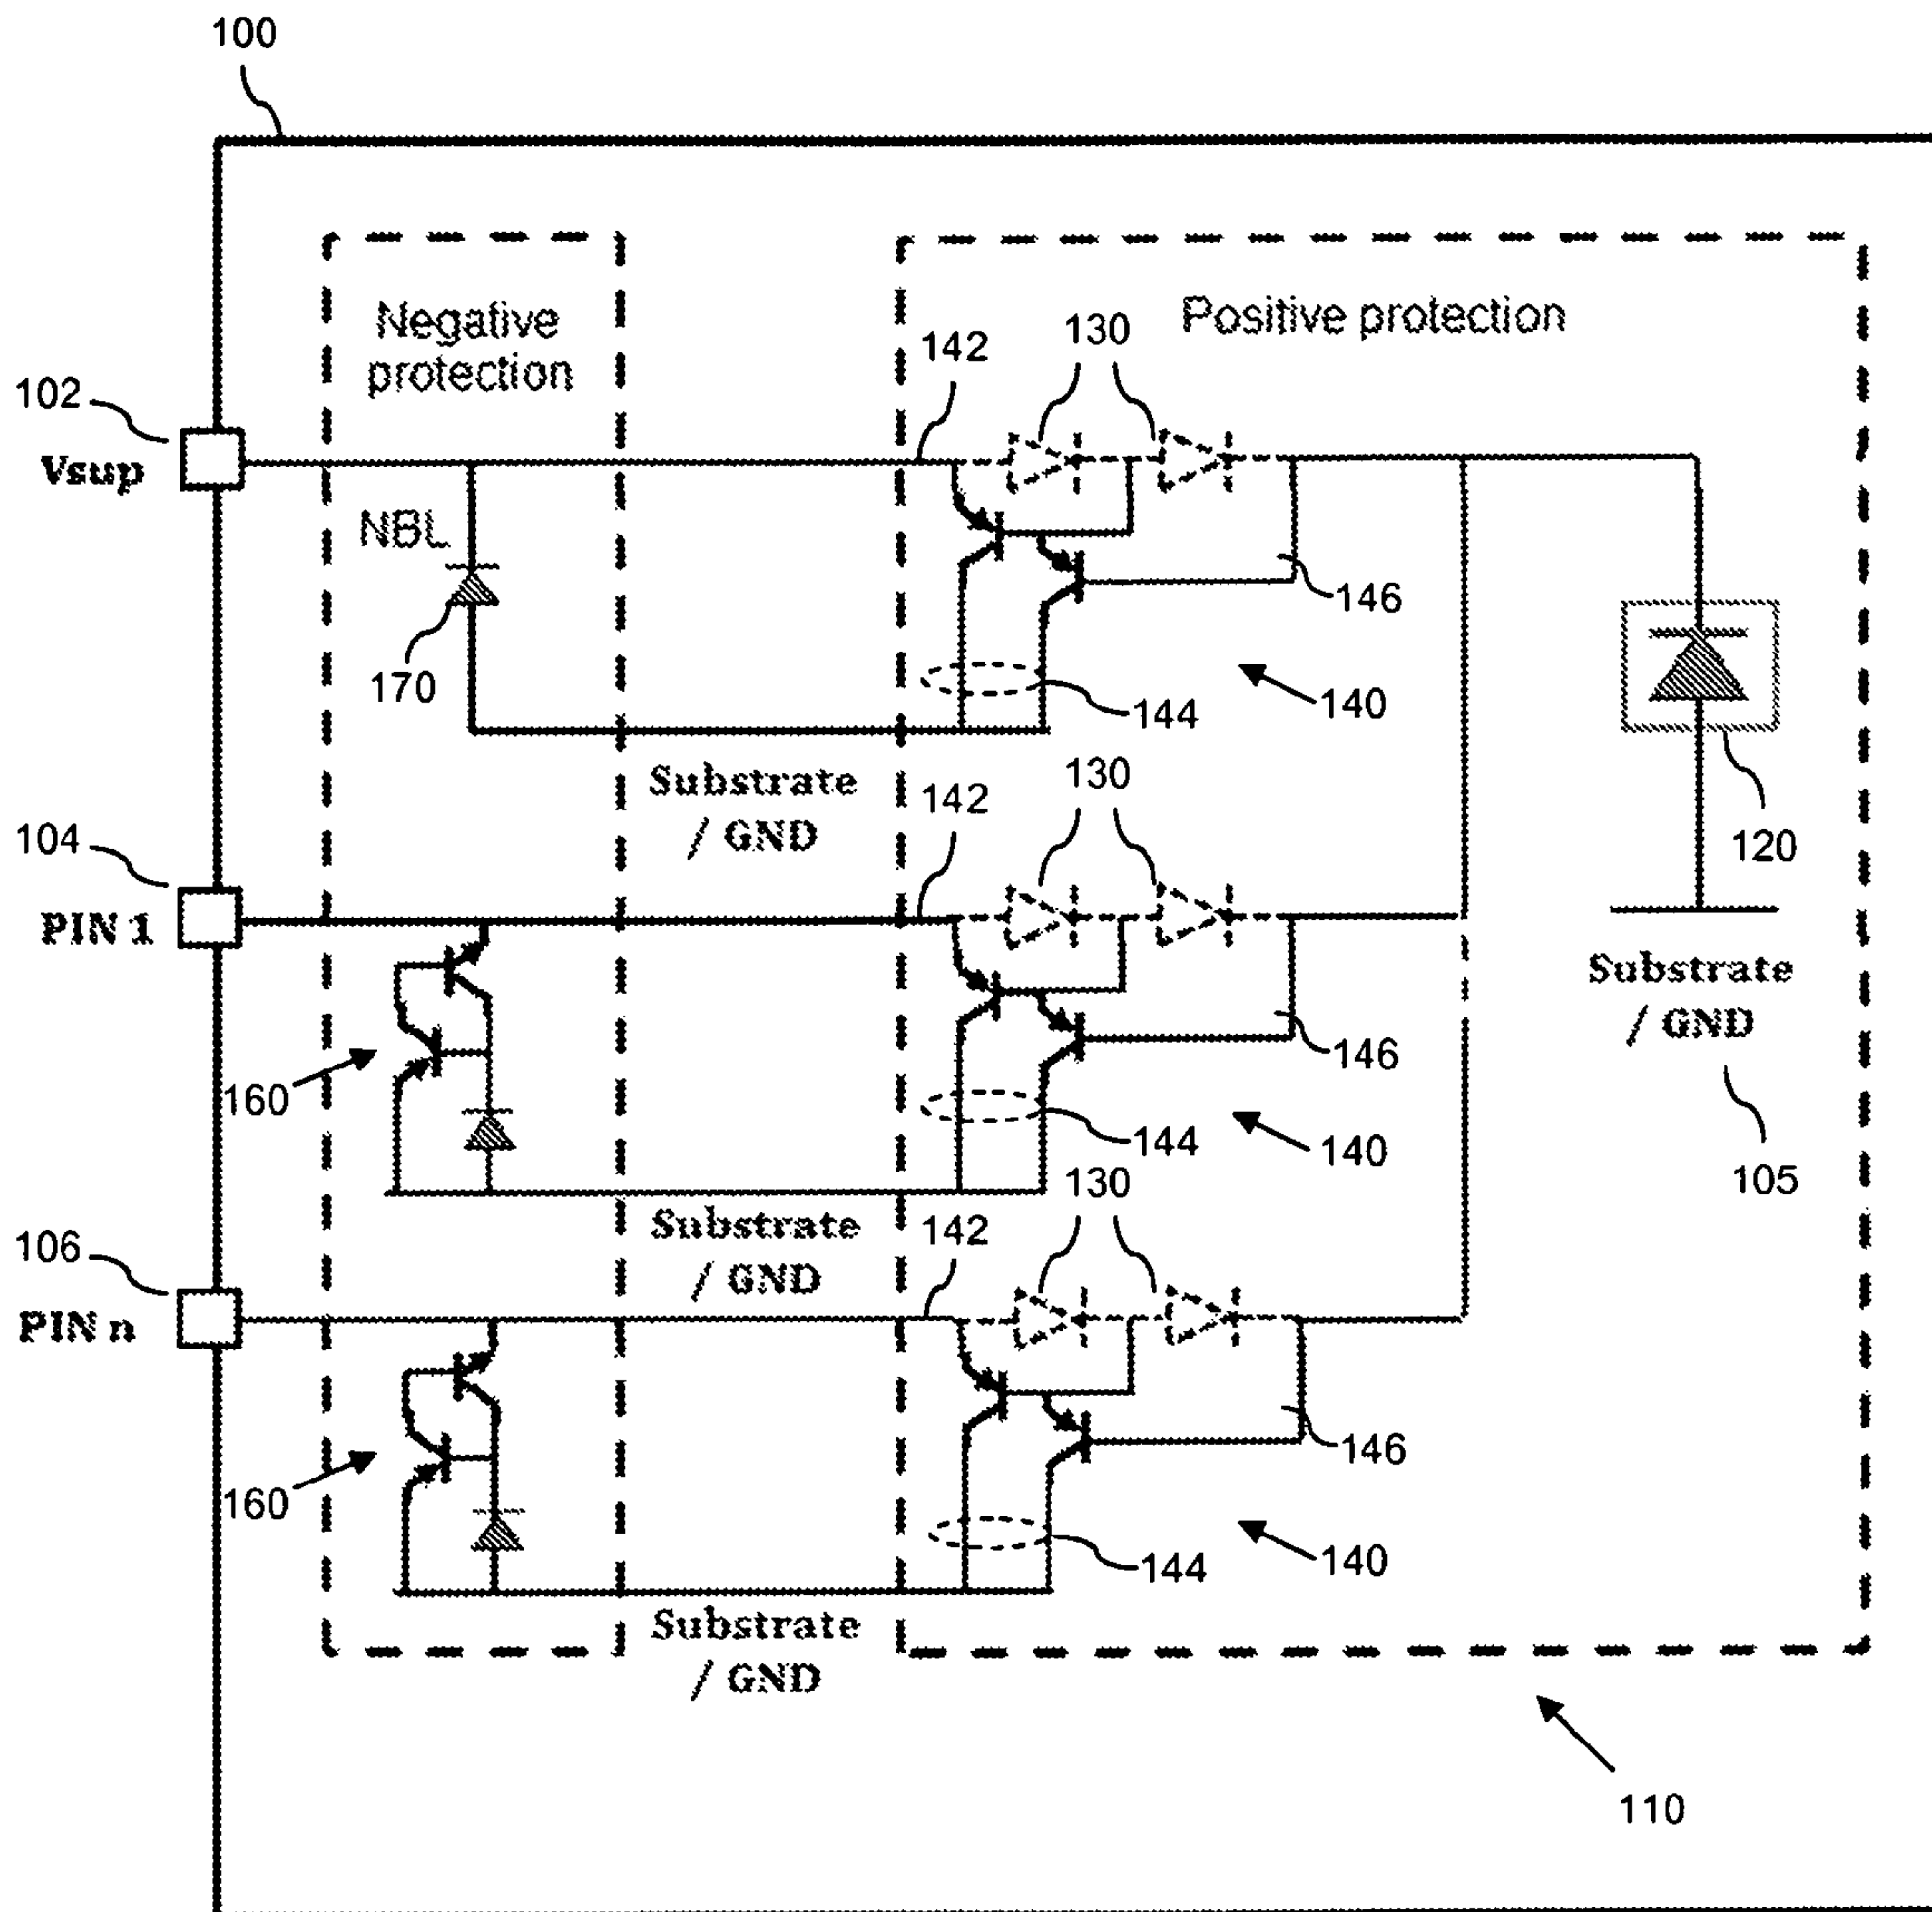 100
Negative
protection
Positive protection
142
130
102
Vsup
NBL
146
170
144
140
Substrate
/ GND
142
130
120
104
PIN 1
Substrate
/ GND
146
160
144
140
105
130
Substrate
/ GND
142
106
PIN n
146
160
144
140
Substrate
/ GND
110